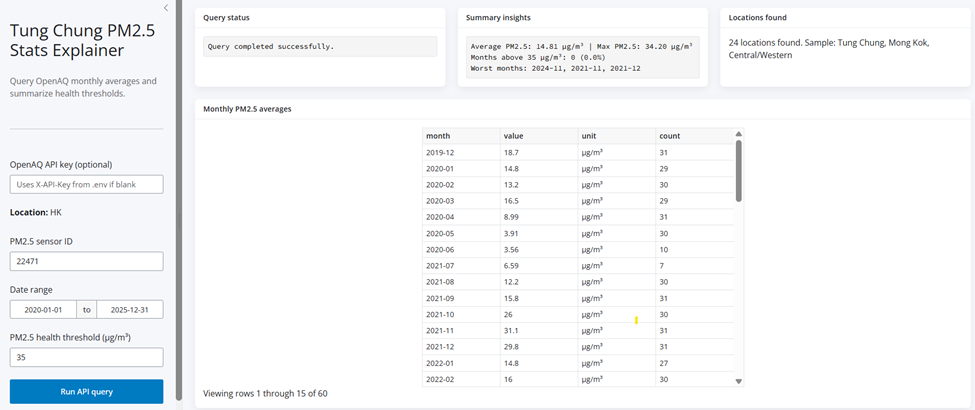 Tung Chung PM2.5
Stats Explainer
Query OpenAQ monthly averages and
summarize health thresholds.
OpenAQ API key (optional)
Uses X-API-Key from .env if blank
Location: HK
PM2.5 sensor ID
22471
Date range
2020-01-01 to 2025-12-31
PM2.5 health threshold (µg/m³)
35
Run API query
Query status
Query completed successfully.
Summary insights
Average PM2.5: 14.81 µg/m³ | Max PM2.5: 34.20 µg/m³
Months above 35 µg/m³: 0 (0.0%)
Worst months: 2024-11, 2021-11, 2021-12
Locations found
24 locations found. Sample: Tung Chung, Mong Kok,
Central/Western
Monthly PM2.5 averages
month value unit count
2019-12 18.7 µg/m³ 31
2020-01 14.8 µg/m³ 29
2020-02 13.2 µg/m³ 30
2020-03 16.5 µg/m³ 29
2020-04 8.99 µg/m³ 31
2020-05 3.91 µg/m³ 30
2020-06 3.56 µg/m³ 10
2021-07 6.59 µg/m³ 7
2021-08 12.2 µg/m³ 30
2021-09 15.8 µg/m³ 31
2021-10 26 µg/m³ 30
2021-11 31.1 µg/m³ 31
2021-12 29.8 µg/m³ 31
2022-01 14.8 µg/m³ 27
2022-02 16 µg/m³ 30
Viewing rows 1 through 15 of 60